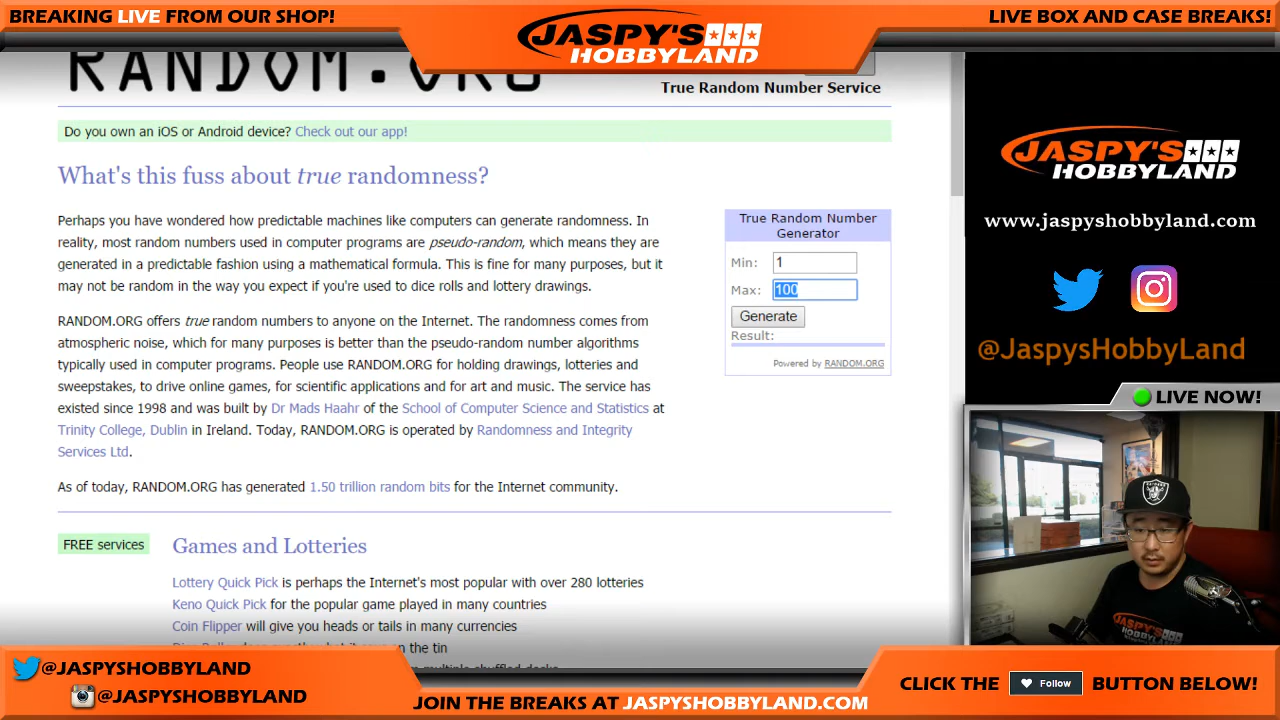 BREAKING LIVE FROM OUR SHOP!
JASPY'S
HOBBYLAND
LIVE BOX AND CASE BREAKS!
RANDOM.ORG
True Random Number Service
Do you own an iOS or Android device? Check out our app!
What's this fuss about true randomness?
Perhaps you have wondered how predictable machines like computers can generate randomness. In
reality, most random numbers used in computer programs are pseudo-random, which means they are
generated in a predictable fashion using a mathematical formula. This is fine for many purposes, but it
may not be random in the way you expect if you're used to dice rolls and lottery drawings.
RANDOM.ORG offers true random numbers to anyone on the Internet. The randomness comes from
atmospheric noise, which for many purposes is better than the pseudo-random number algorithms
typically used in computer programs. People use RANDOM.ORG for holding drawings, lotteries and
sweepstakes, to drive online games, for scientific applications and for art and music. The service has
existed since 1998 and was built by Dr Mads Haahr of the School of Computer Science and Statistics at
Trinity College, Dublin in Ireland. Today, RANDOM.ORG is operated by Randomness and Integrity
Services Ltd.
As of today, RANDOM.ORG has generated 1.50 trillion random bits for the Internet community.
True Random Number
Generator
Min: 1
Max: 100
Generate
Result:
Powered by RANDOM.ORG
FREE services
Games and Lotteries
Lottery Quick Pick is perhaps the Internet's most popular with over 280 lotteries
Keno Quick Pick for the popular game played in many countries
Coin Flipper will give you heads or tails in many currencies
on the tin
JASPY'S
HOBBYLAND
www.jaspyshobbyland.com
@JaspysHobbyLand
LIVE NOW!
JASPY'S
HOBBYLAND
@JASPYSHOBBYLAND
@JASPYSHOBBYLAND
JOIN THE BREAKS AT JASPYSHOBBYLAND.COM
CLICK THE Follow BUTTON BELOW!